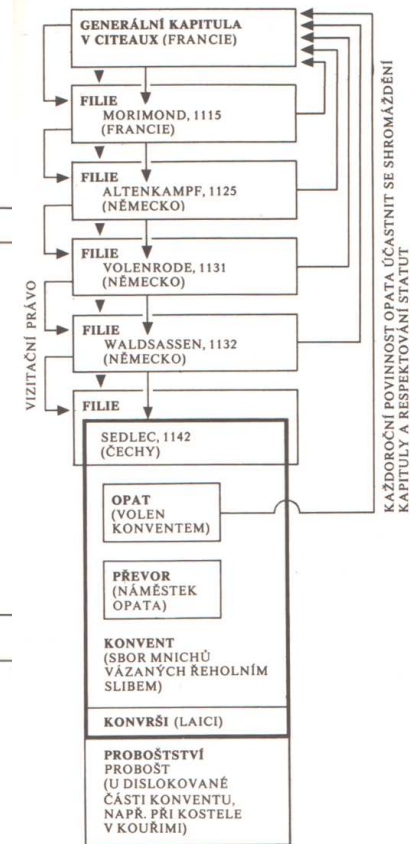 GENERÁLNÍ KAPITULA
V CITEAUX (FRANCIE)
FILIE
MORIMOND, 1115
(FRANCIE)
FILIE
ALTENKAMPF, 1125
(NĚMECKO)
FILIE
VOLENRODE, 1131
(NĚMECKO)
FILIE
WALDSASSEN, 1132
(NĚMECKO)
FILIE
SEDLEC, 1142
(ČECHY)
OPAT
(VOLEN
KONVENTEM)
PŘEVOR
(NÁMĚSTEK
OPATA)
KONVENT
(SBOR MNICHŮ
VÁZANÝCH ŘEHOLNÍM
SLIBEM)
KONVRŠI (LAICI)
PROBOŠTSTVÍ
PROBOŠT
(U DISLOKOVANÉ
ČÁSTI KONVENTU,
NAPŘ. PŘI KOSTELE
V KOUŘIMI)
VIZITAČNÍ PRÁVO
KAŽDOROČNÍ POVINNOST OPATA ÚČASTNIT SE SHROMÁŽDĚNÍ
KAPITULY A RESPEKTOVÁNÍ STATUT